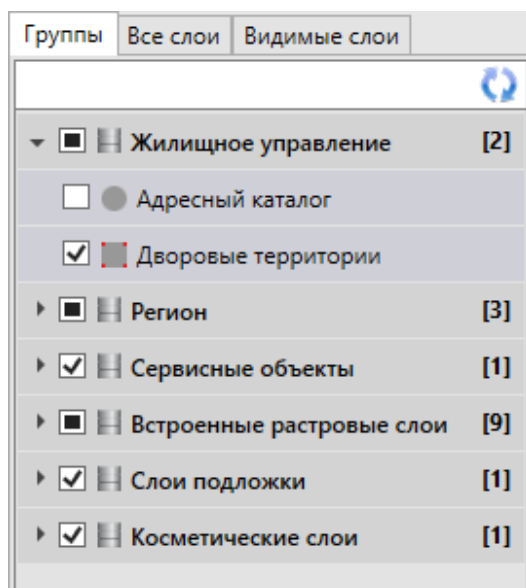 Группы Все слои Видимые слои
Жилищное управление [2]
Адресный каталог
Дворовые территории
Регион [3]
Сервисные объекты [1]
Встроенные растровые слои [9]
Слои подложки [1]
Косметические слои [1]